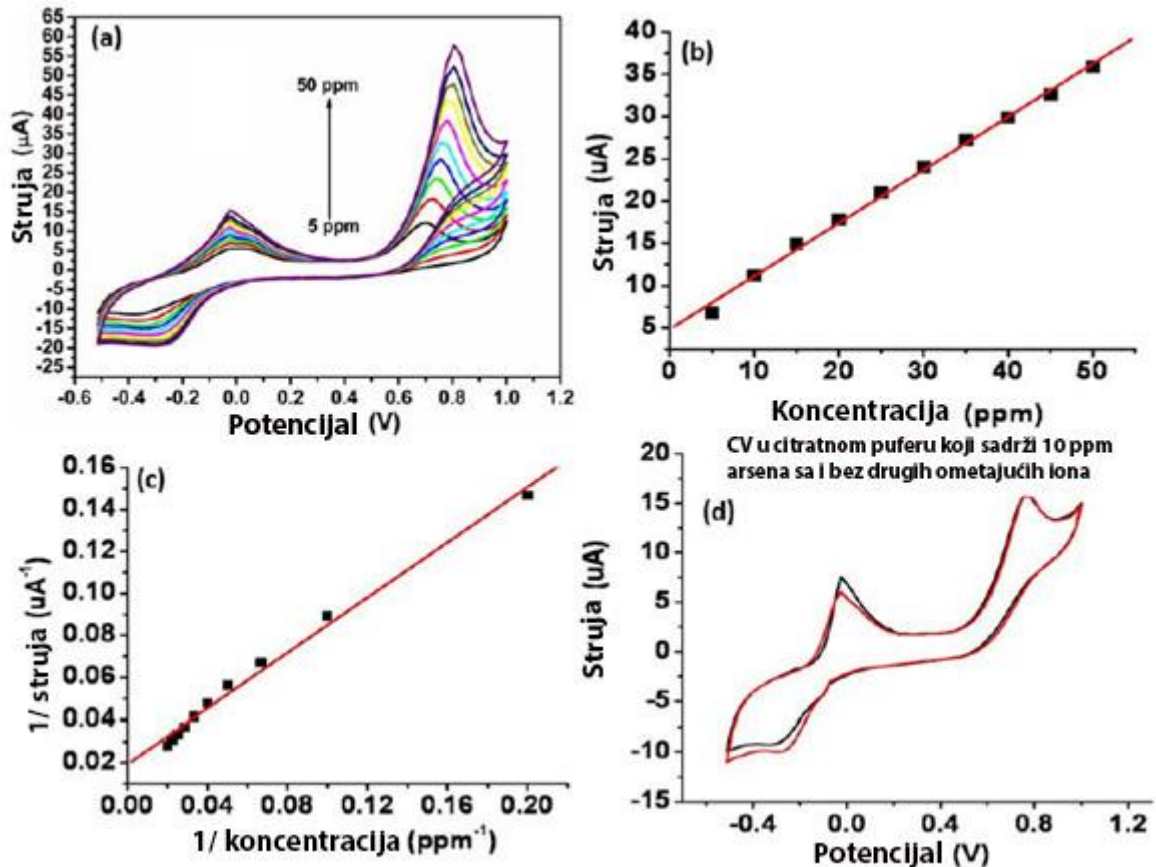 (a)
65
60
55
50
45
40
35
30
25
20
15
10
5
0
-5
-10
-15
-20
-25
Struja (μA)
50 ppm
5 ppm
-0.6 -0.4 -0.2 0.0 0.2 0.4 0.6 0.8 1.0 1.2
Potencijal (V)
(b)
40
35
30
25
20
15
10
5
Struja (uA)
0 10 20 30 40 50
Koncentracija (ppm)
(c)
0.16
0.14
0.12
0.10
0.08
0.06
0.04
0.02
1/ struja (uA⁻¹)
0.00 0.04 0.08 0.12 0.16 0.20
1/ koncentracija (ppm⁻¹)
CV u citratnom puferu koji sadrži 10 ppm
arsena sa i bez drugih ometajućih iona
(d)
20
15
10
5
0
-5
-10
-15
Struja (uA)
-0.4 0.0 0.4 0.8 1.2
Potencijal (V)